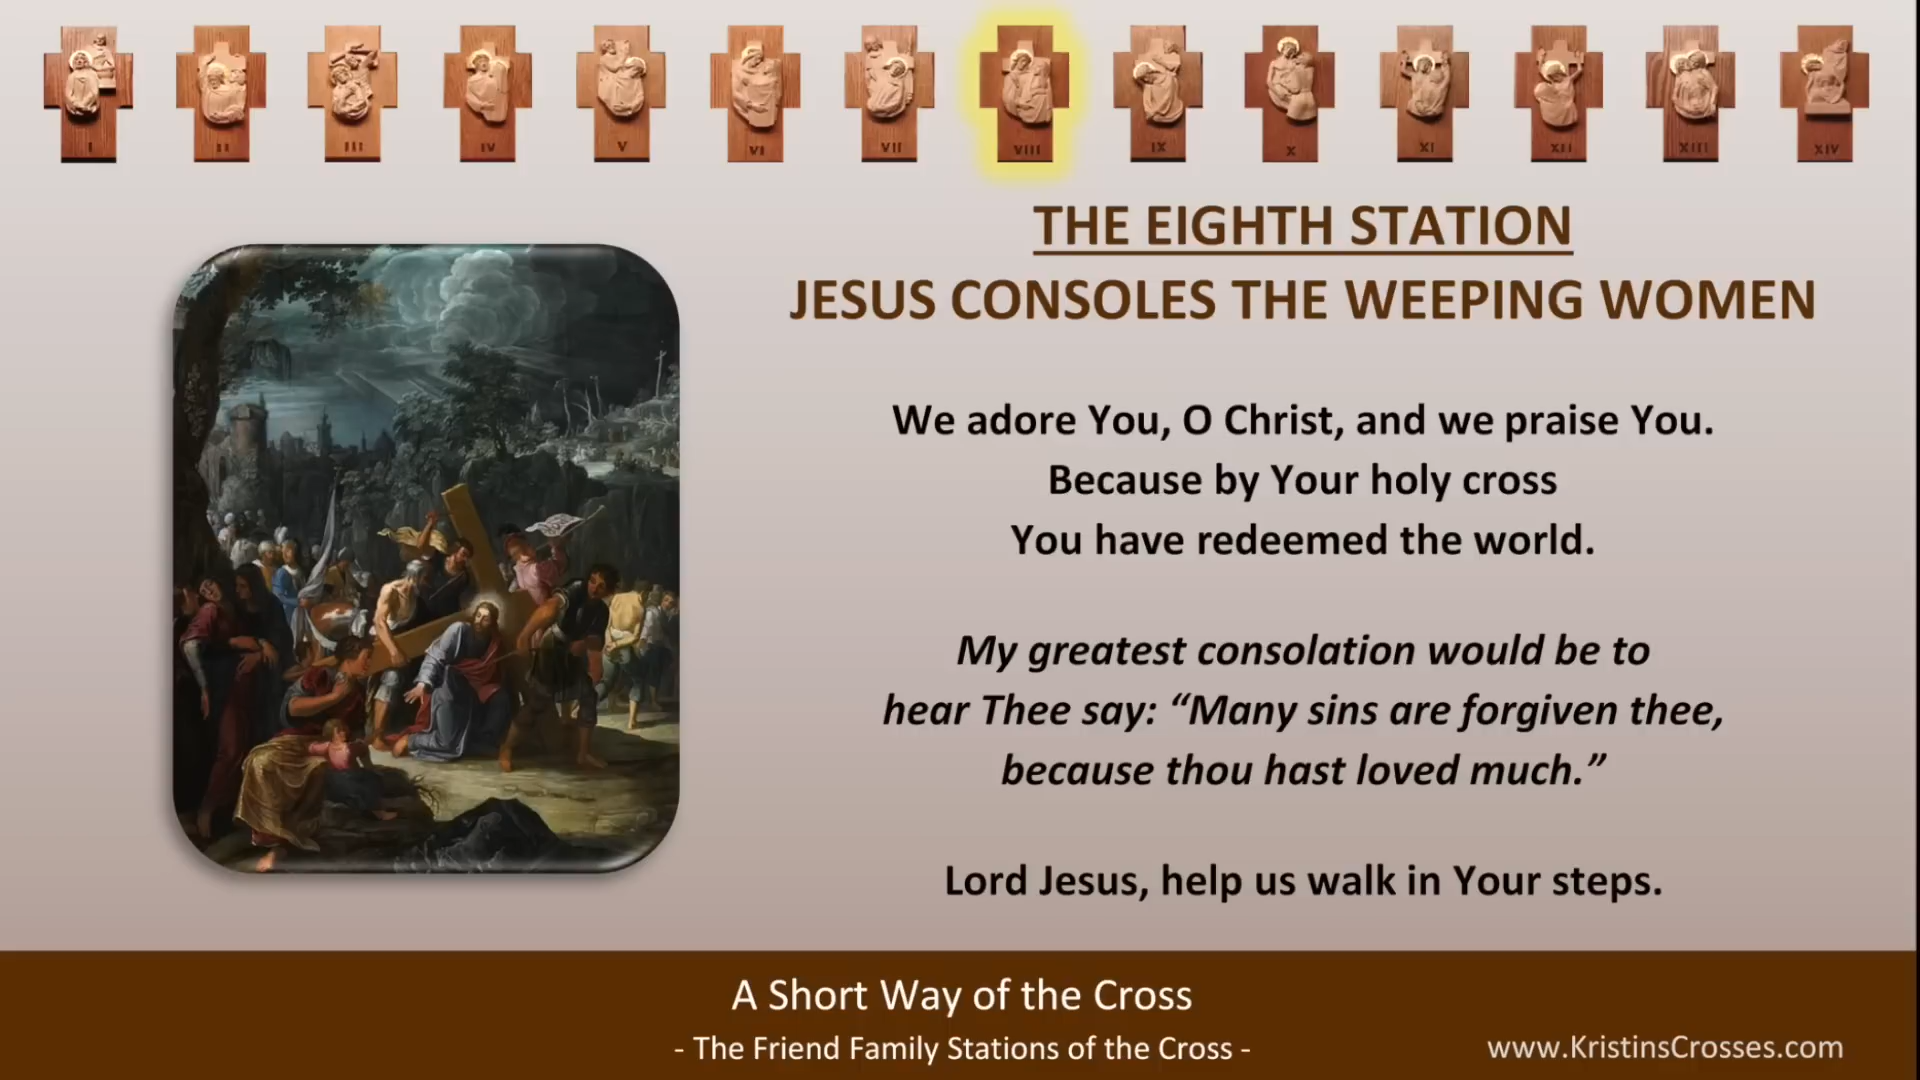 I
II
III
IV
V
VI
VII
VIII
IX
X
XI
XII
XIII
XIV
THE EIGHTH STATION
JESUS CONSOLES THE WEEPING WOMEN
We adore You, O Christ, and we praise You.
Because by Your holy cross
You have redeemed the world.
My greatest consolation would be to
hear Thee say: “Many sins are forgiven thee,
because thou hast loved much.”
Lord Jesus, help us walk in Your steps.
A Short Way of the Cross
- The Friend Family Stations of the Cross -
www.KristinsCrosses.com